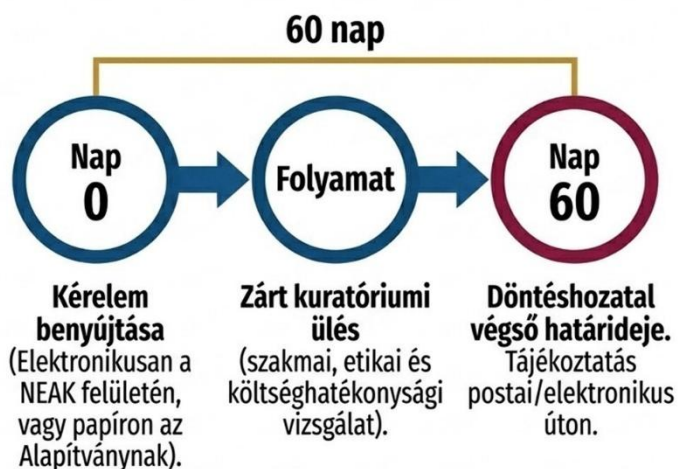 60 nap
Nap
0
Folyamat
Nap
60
Kérelem
benyújtása
(Elektronikusan a
NEAK felületén,
vagy papíron az
Alapítványnak).
Zárt kuratóriumi
ülés
(szakmai, etikai és
költséghatékonysági
vizsgálat).
Döntéshozatal
végső határideje.
Tájékoztatás
postai/elektronikus
úton.